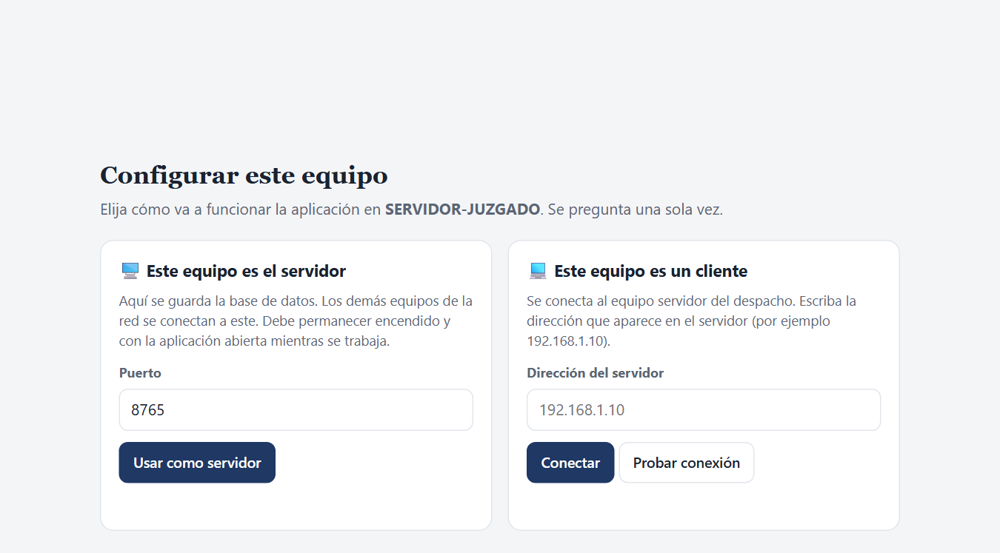 Configurar este equipo
Elija cómo va a funcionar la aplicación en SERVIDOR-JUZGADO. Se pregunta una sola vez.
Este equipo es el servidor
Aquí se guarda la base de datos. Los demás equipos de la
red se conectan a este. Debe permanecer encendido y
con la aplicación abierta mientras se trabaja.
Puerto
8765
Usar como servidor
Este equipo es un cliente
Se conecta al equipo servidor del despacho. Escriba la
dirección que aparece en el servidor (por ejemplo
192.168.1.10).
Dirección del servidor
192.168.1.10
Conectar
Probar conexión